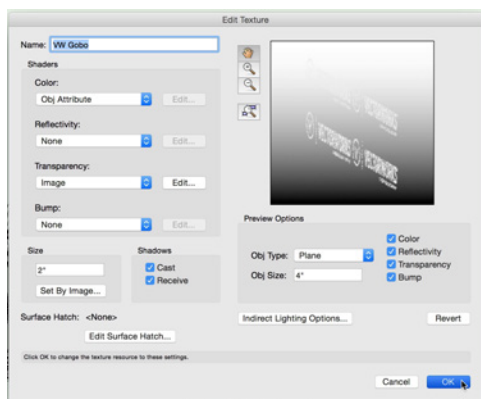 Edit Texture
Name: VW Gobo
Shaders
Color:
Obj Attribute
Edit...
Reflectivity:
None
Edit...
Transparency:
Image
Edit...
Bump:
None
Edit...
Size
2"
Set By Image...
Shadows
Cast
Receive
Surface Hatch: <None>
Edit Surface Hatch...
VECTORWORKS
VECTORWORKS
Preview Options
Obj Type: Plane
Obj Size: 4"
Color
Reflectivity
Transparency
Bump
Indirect Lighting Options...
Revert
Click OK to change the texture resource to these settings.
Cancel
OK